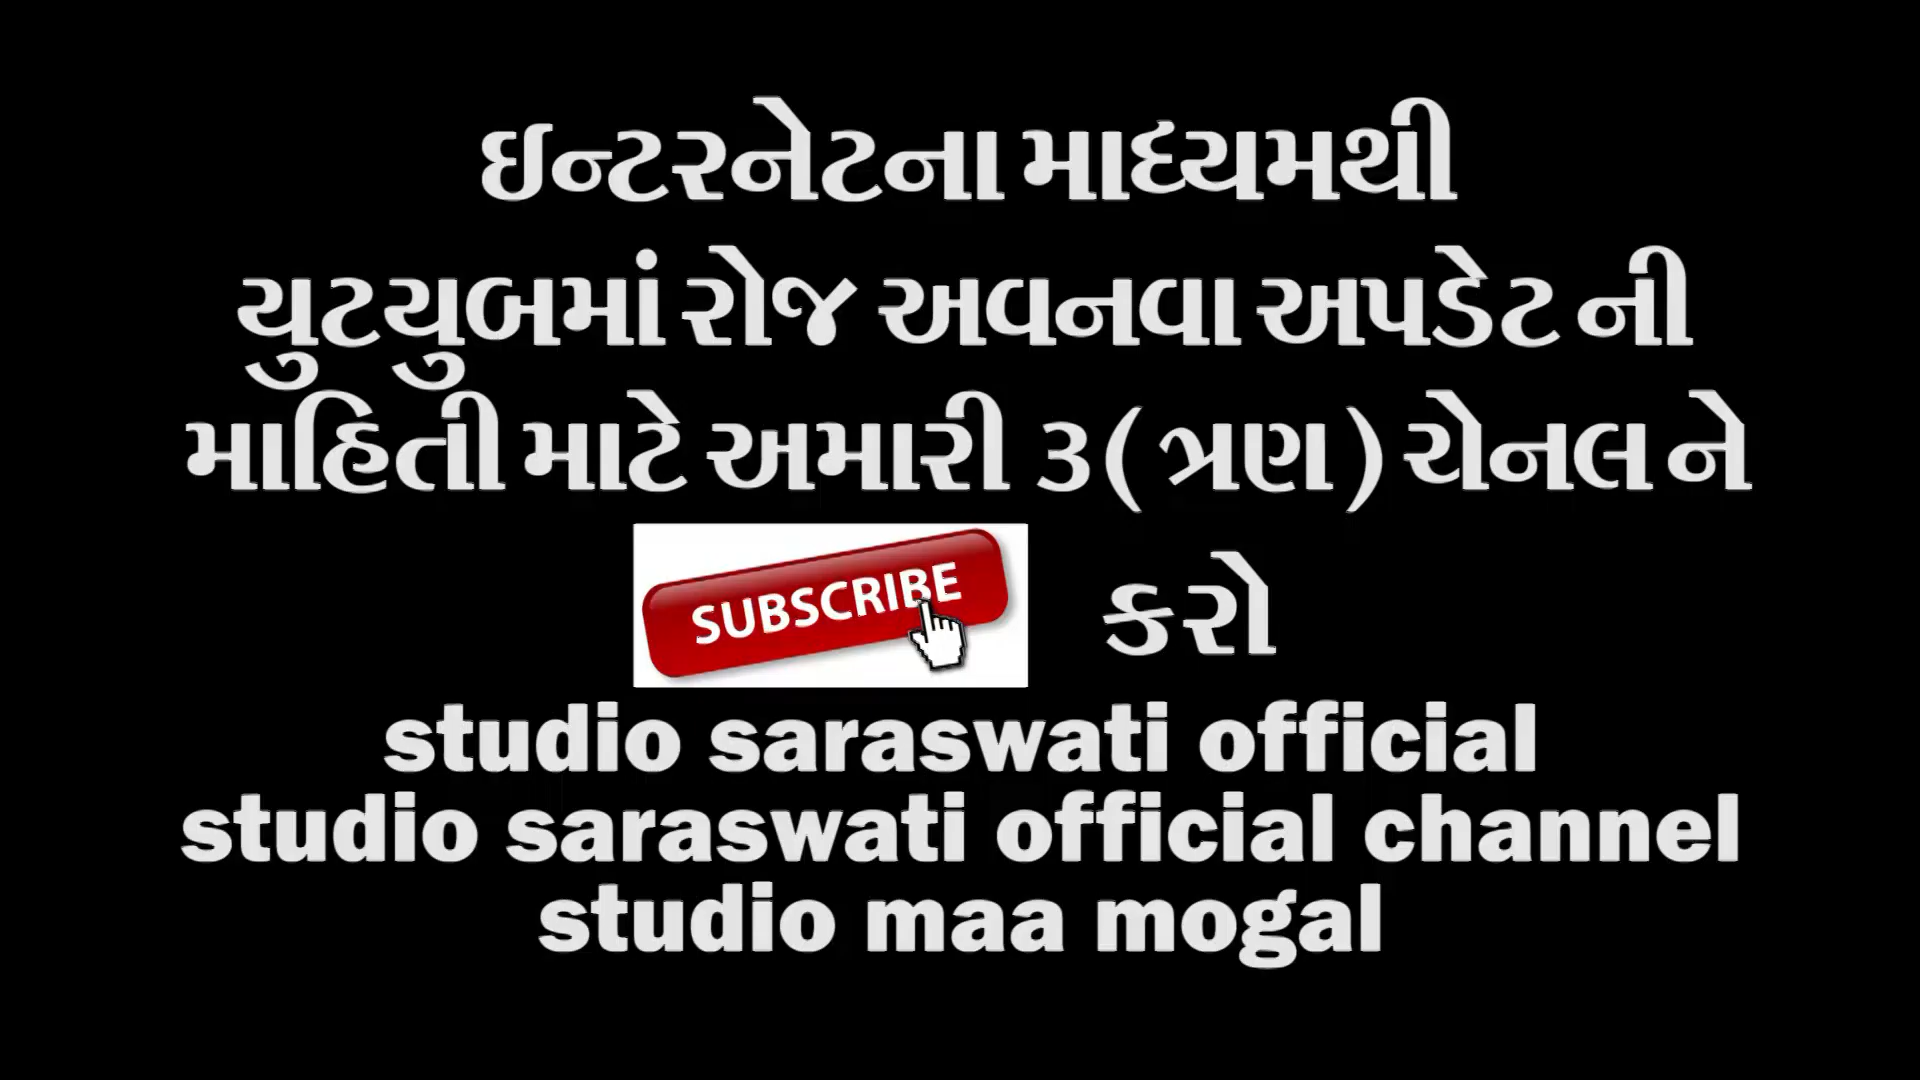 ઇન્ટરનેટના માધ્યમથી
યુટયુબમાં રોજ અવનવા અપડેટ ની
માહિતી માટે અમારી ૩ ( ત્રણ ) ચેનલ ને
SUBSCRIBE કરો
studio saraswati official
studio saraswati official channel
studio maa mogal